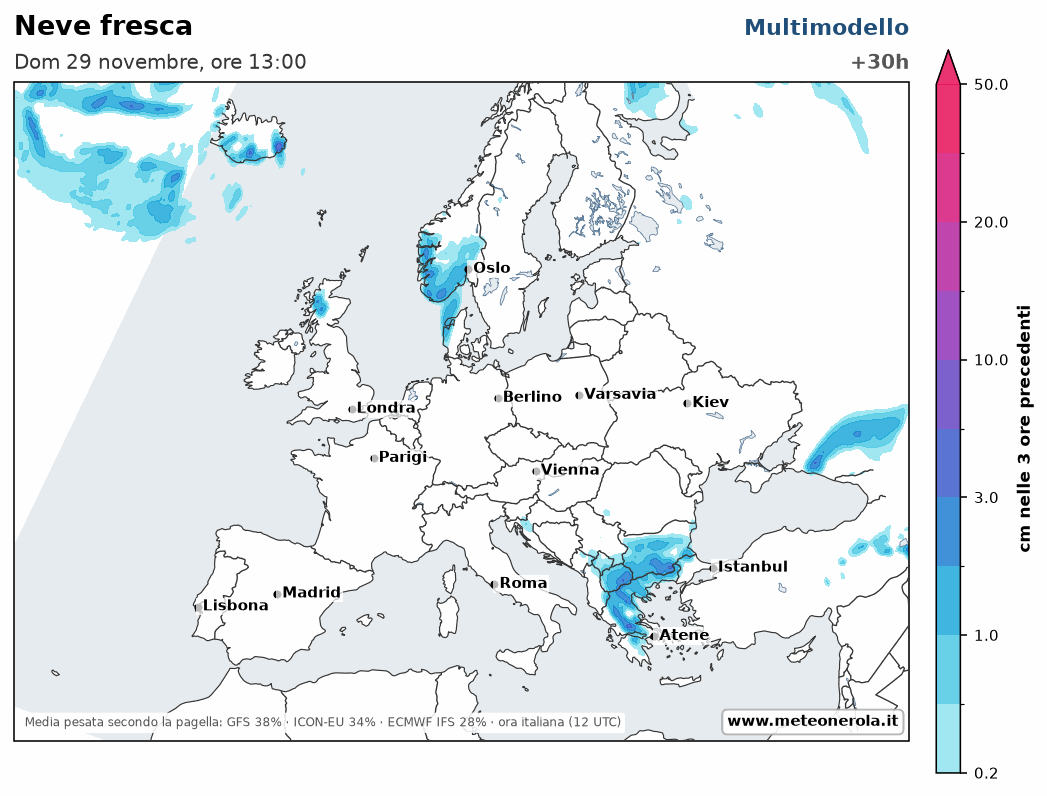 Neve fresca
Multimodello
Dom 29 novembre, ore 13:00
+30h
50.0
20.0
10.0
3.0
1.0
0.2
cm nelle 3 ore precedenti
Oslo
Berlino
Varsavia
Kiev
Londra
Parigi
Vienna
Istanbul
Roma
Madrid
Lisbona
Atene
Media pesata secondo la pagella: GFS 38% · ICON-EU 34% · ECMWF IFS 28% · ora italiana (12 UTC)
www.meteonerola.it